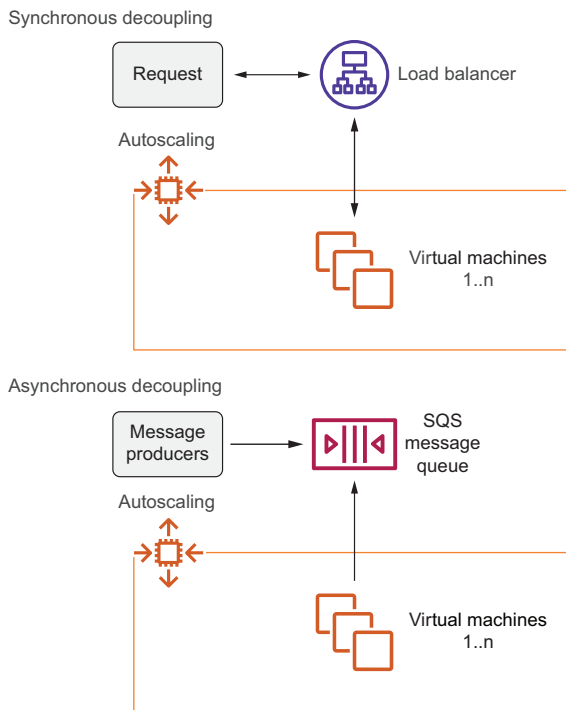 Synchronous decoupling
Request
Load balancer
Autoscaling
Virtual machines
1..n
Asynchronous decoupling
Message
producers
SQS
message
queue
Autoscaling
Virtual machines
1..n